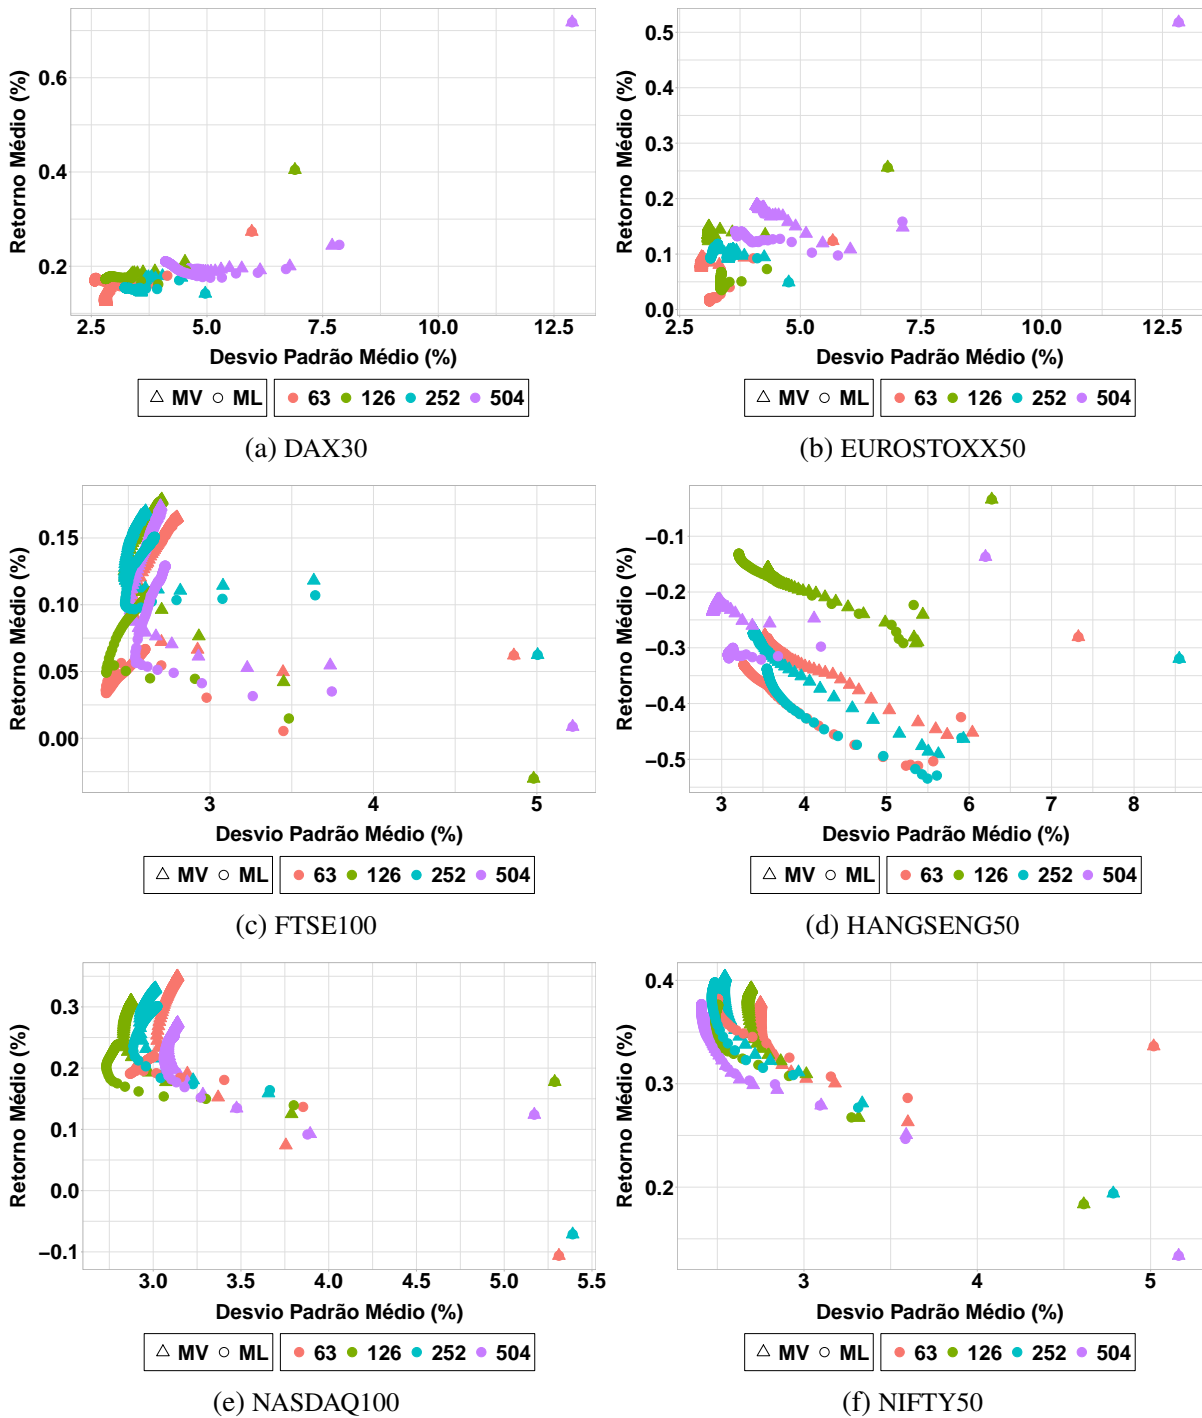 0.6
0.4
0.2
Retorno Médio (%)
2.5 5.0 7.5 10.0 12.5
Desvio Padrão Médio (%)
MV ML 63 126 252 504
(a) DAX30
0.5
0.4
0.3
0.2
0.1
0.0
Retorno Médio (%)
2.5 5.0 7.5 10.0 12.5
Desvio Padrão Médio (%)
MV ML 63 126 252 504
(b) EUROSTOXX50
0.15
0.10
0.05
0.00
Retorno Médio (%)
3 4 5
Desvio Padrão Médio (%)
MV ML 63 126 252 504
(c) FTSE100
−0.1
−0.2
−0.3
−0.4
−0.5
Retorno Médio (%)
3 4 5 6 7 8
Desvio Padrão Médio (%)
MV ML 63 126 252 504
(d) HANGSENG50
0.3
0.2
0.1
0.0
−0.1
Retorno Médio (%)
3.0 3.5 4.0 4.5 5.0 5.5
Desvio Padrão Médio (%)
MV ML 63 126 252 504
(e) NASDAQ100
0.4
0.3
0.2
Retorno Médio (%)
3 4 5
Desvio Padrão Médio (%)
MV ML 63 126 252 504
(f) NIFTY50